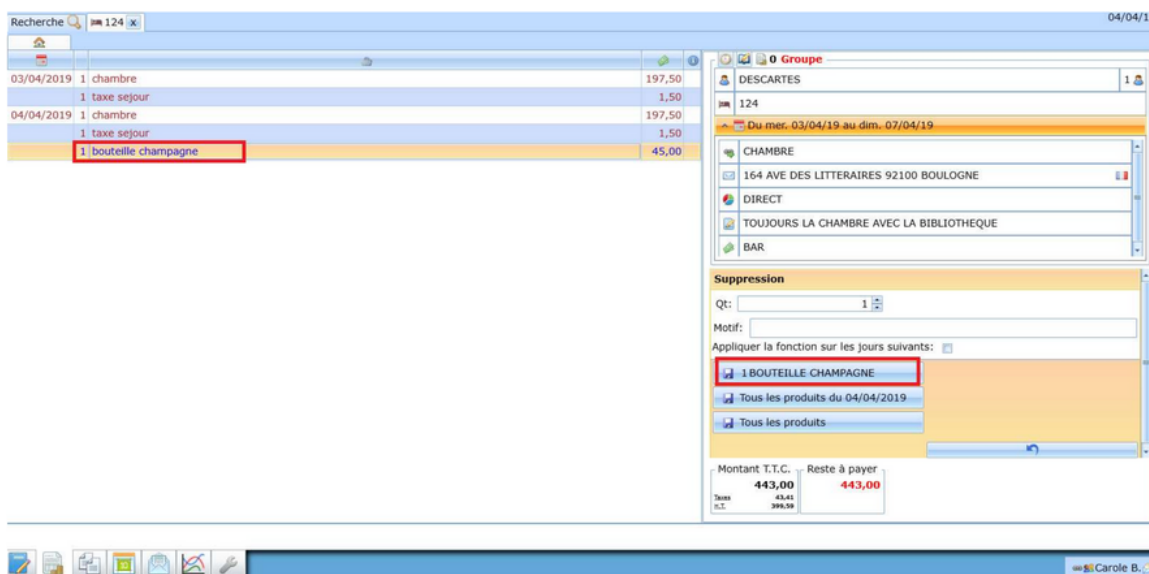 Recherche 124 x 04/04/1
03/04/2019 1 chambre 197,50
1 taxe sejour 1,50
04/04/2019 1 chambre 197,50
1 taxe sejour 1,50
1 bouteille champagne 45,00
0 Groupe
DESCARTES 1
124
Du mer. 03/04/19 au dim. 07/04/19
CHAMBRE
164 AVE DES LITTERAIRES 92100 BOULOGNE
DIRECT
TOUJOURS LA CHAMBRE AVEC LA BIBLIOTHEQUE
BAR
Suppression
Qt: 1
Motif:
Appliquer la fonction sur les jours suivants:
1 BOUTEILLE CHAMPAGNE
Tous les produits du 04/04/2019
Tous les produits
Montant T.T.C. Reste à payer
443,00 443,00
Taxes 43,41
H.T. 399,59
Carole B.